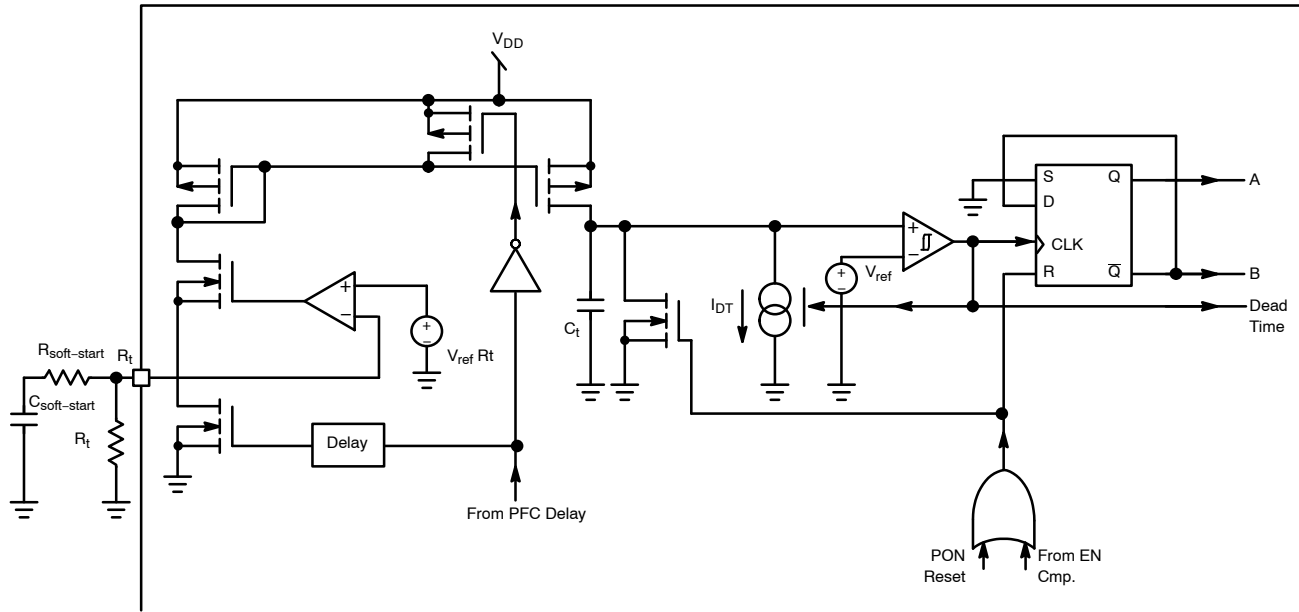 VDD
S
Q
A
D
CLK
R
Q
B
+
−
Vref
+
−
IDT
Ct
Dead
Time
+
−
+
−
Vref Rt
Rsoft−start
Rt
Csoft−start
Rt
Delay
From PFC Delay
PON
Reset
From EN
Cmp.